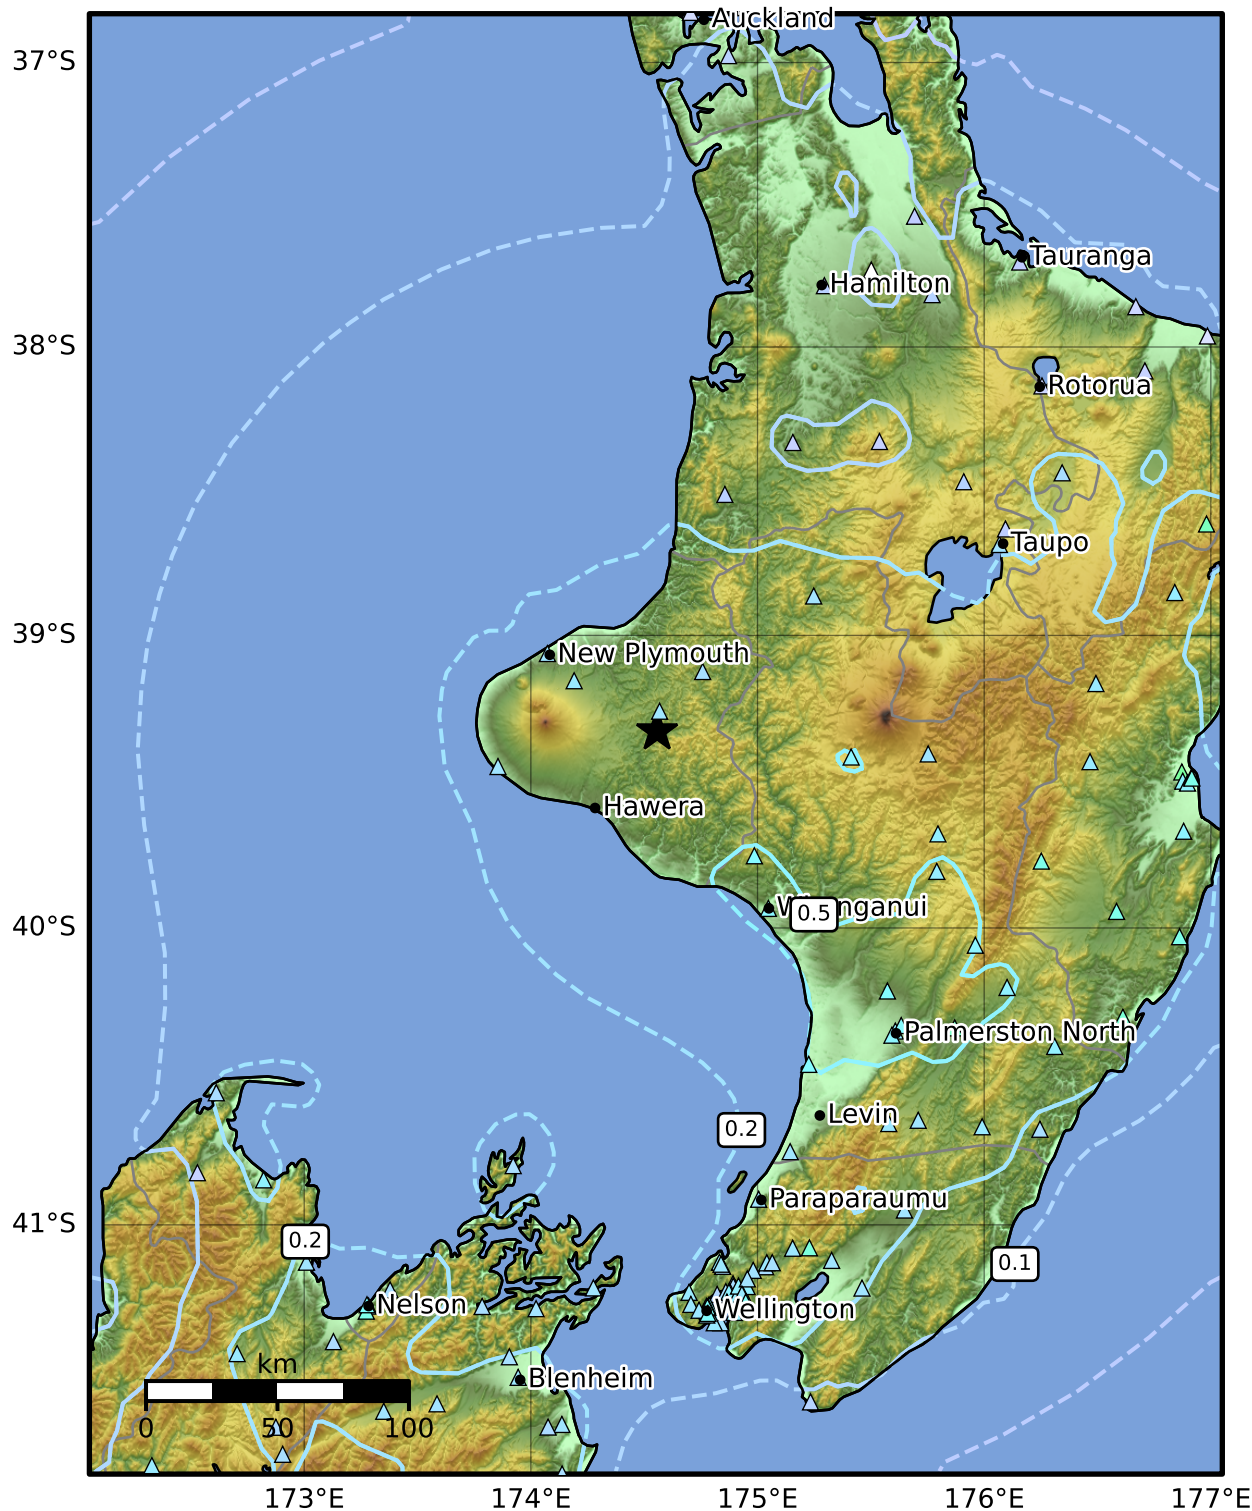 Auckland
37°S
Tauranga
Hamilton
38°S
Rotorua
Taupo
39°S
New Plymouth
Hawera
Wanganui
0.5
40°S
Palmerston North
Levin
0.2
Paraparaumu
41°S
0.2
0.1
Nelson
Wellington
km
Blenheim
0
50
100
173°E
174°E
175°E
176°E
177°E